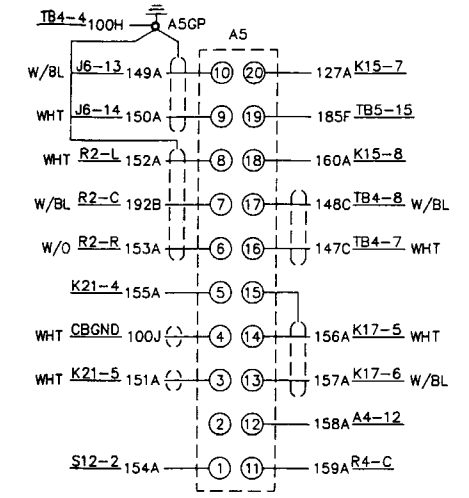 TB4-4 100H A5GP A5
W/BL J6-13 149A 10 20 127A K15-7
WHT J6-14 150A 9 19 185F TB5-15
WHT R2-L 152A 8 18 160A K15-8
W/BL R2-C 192B 7 17 148C TB4-8 W/BL
W/O R2-R 153A 6 16 147C TB4-7 WHT
K21-4 155A 5 15
WHT CBGND 100J 4 14 156A K17-5 WHT
WHT K21-5 151A 3 13 157A K17-6 W/BL
2 12 158A A4-12
S12-2 154A 1 11 159A R4-C